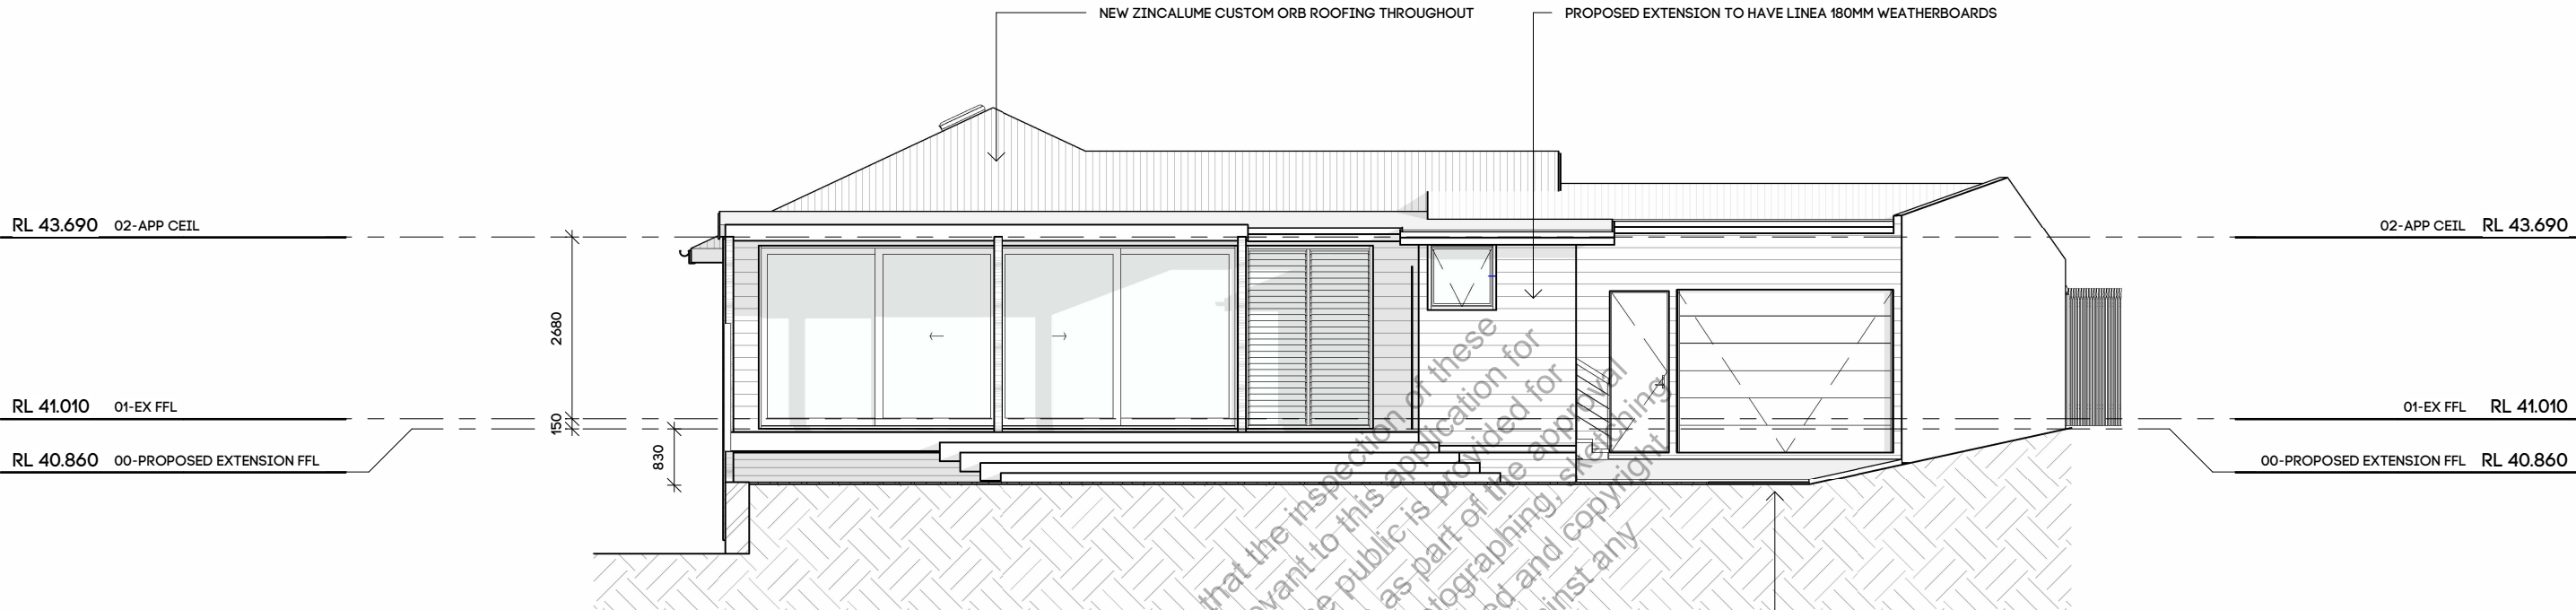 NEW ZINCALUME CUSTOM ORB ROOFING THROUGHOUT
PROPOSED EXTENSION TO HAVE LINEA 180MM WEATHERBOARDS
RL 43.690 02-APP CEIL
02-APP CEIL RL 43.690
2680
RL 41.010 01-EX FFL
01-EX FFL RL 41.010
150
830
RL 40.860 00-PROPOSED EXTENSION FFL
00-PROPOSED EXTENSION FFL RL 40.860
that the inspection of these
to this application for
public is provided for
as part of the approval
sketching
and copyright
any